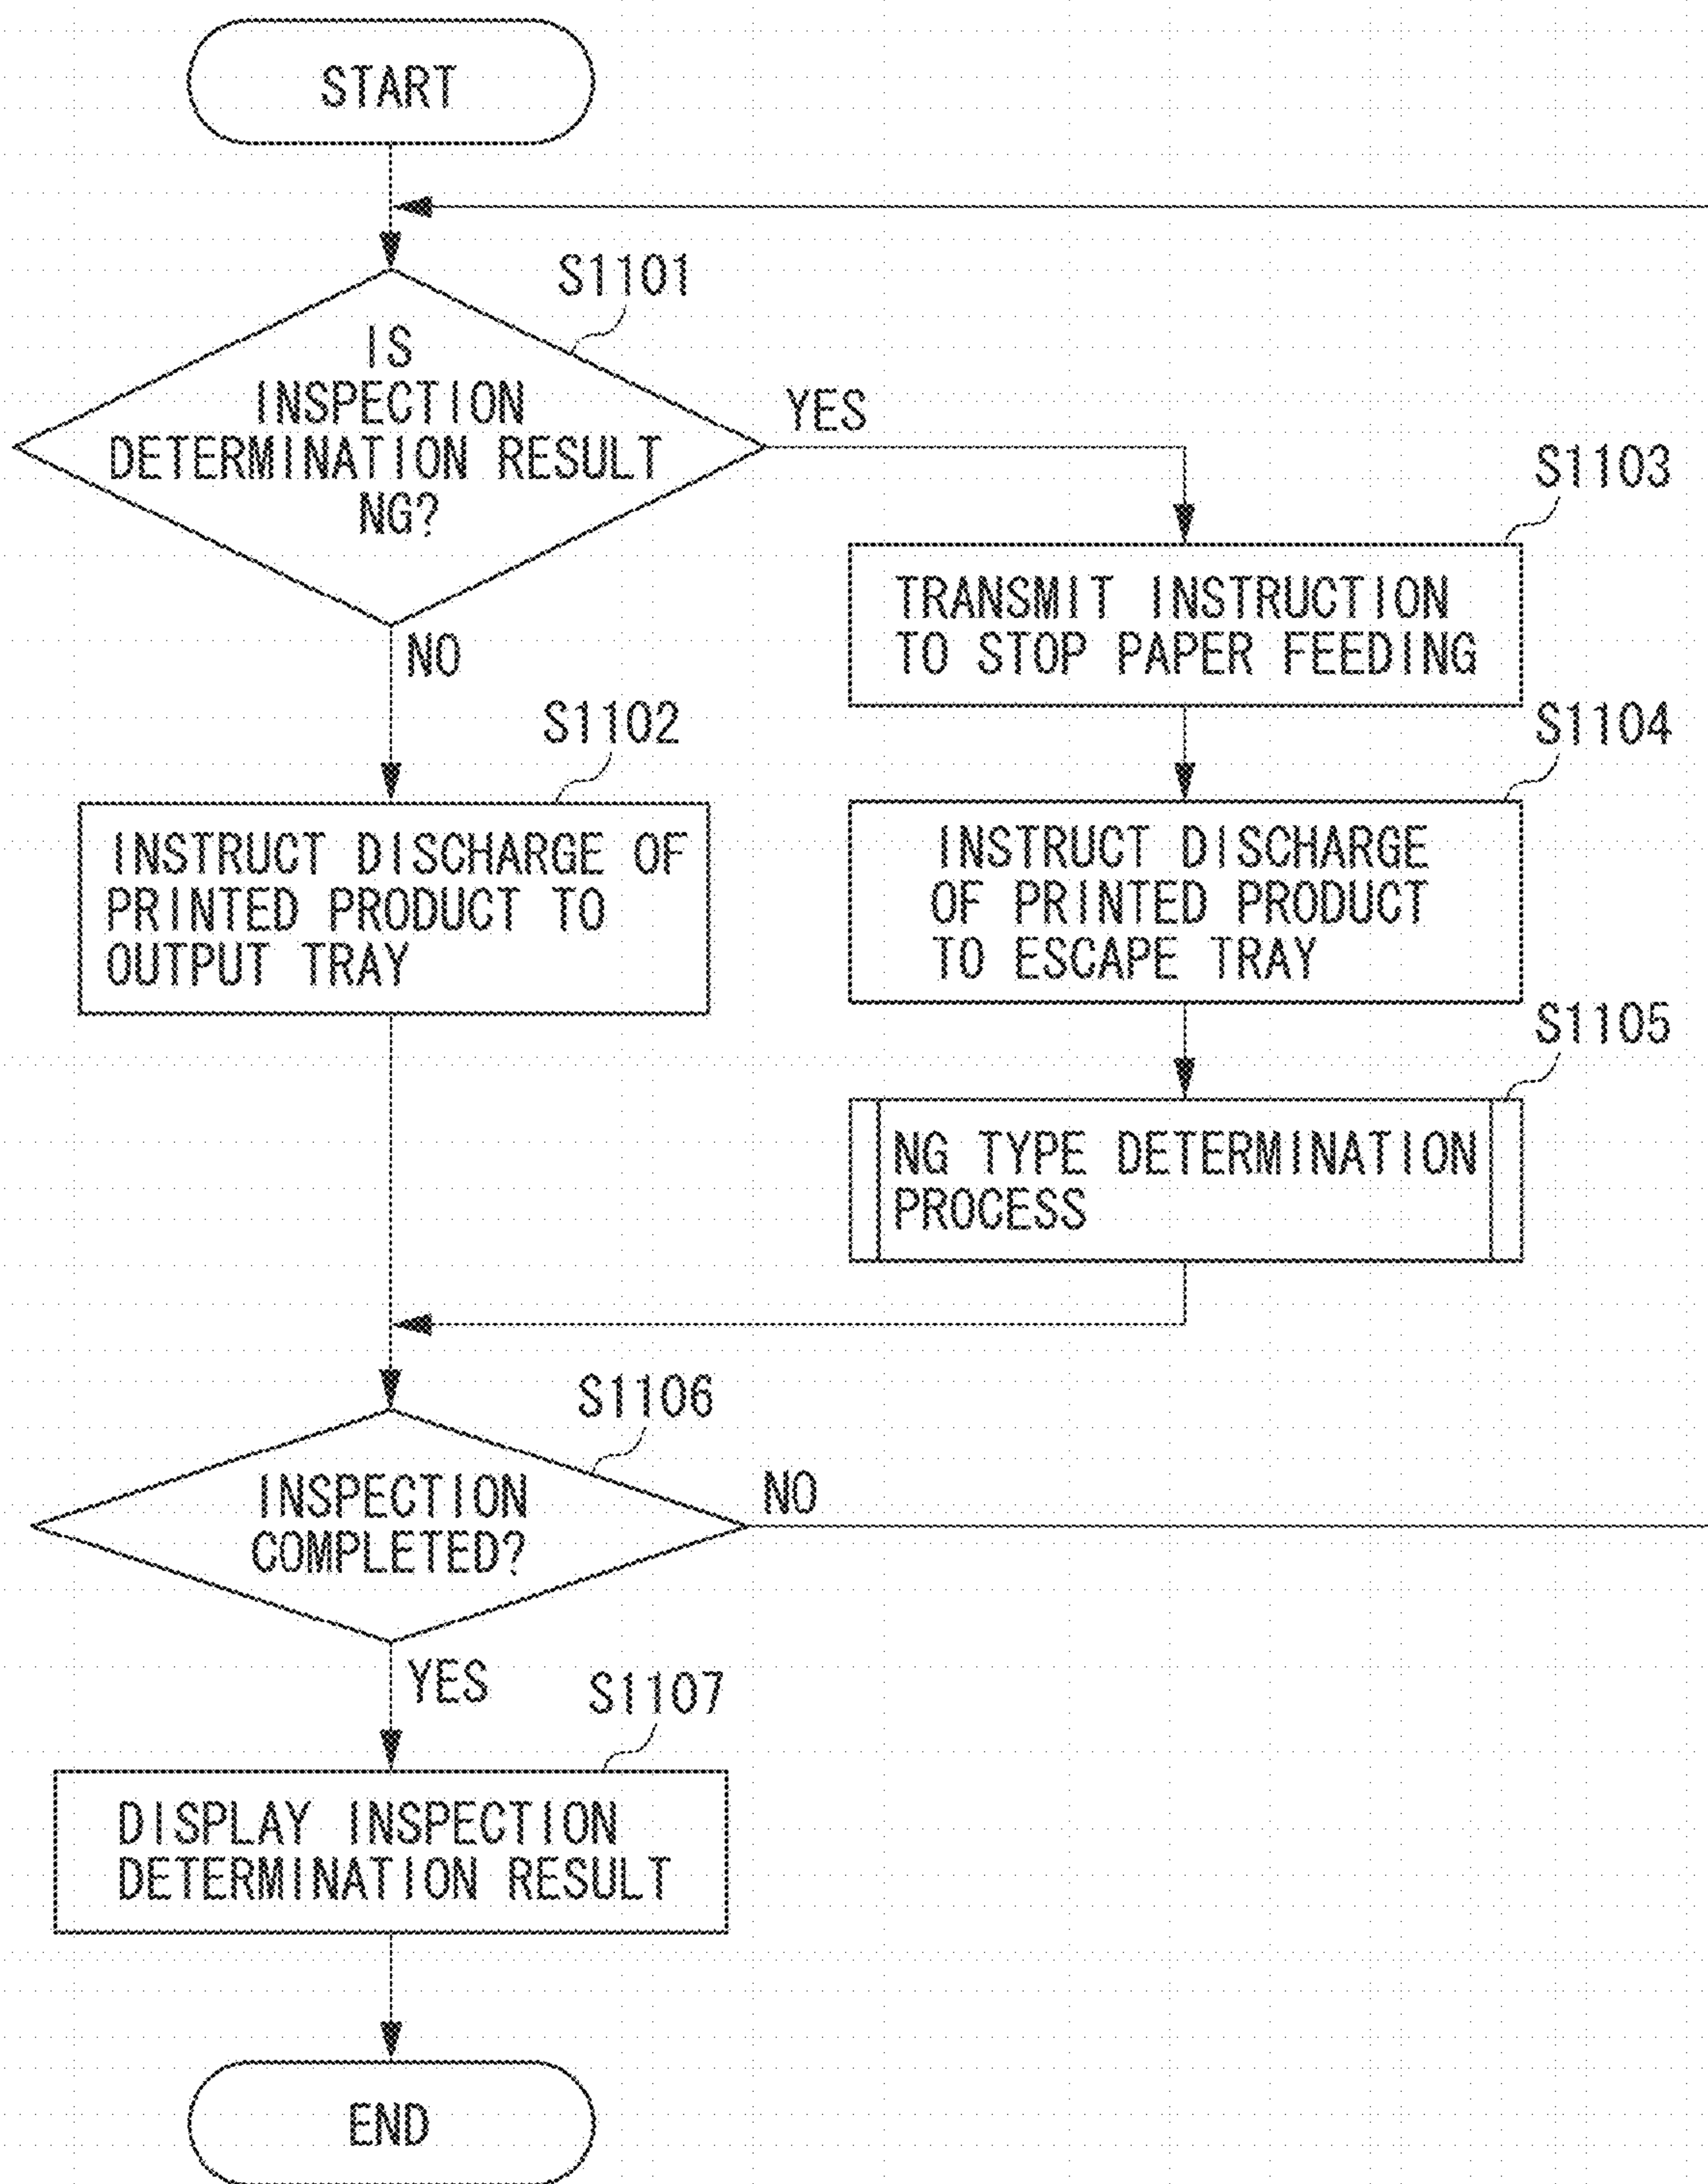 START
S1101
IS
INSPECTION
DETERMINATION RESULT
NG?
YES
NO
S1102
INSTRUCT DISCHARGE OF
PRINTED PRODUCT TO
OUTPUT TRAY
S1103
TRANSMIT INSTRUCTION
TO STOP PAPER FEEDING
S1104
INSTRUCT DISCHARGE
OF PRINTED PRODUCT
TO ESCAPE TRAY
S1105
NG TYPE DETERMINATION
PROCESS
S1106
INSPECTION
COMPLETED?
NO
YES
S1107
DISPLAY INSPECTION
DETERMINATION RESULT
END